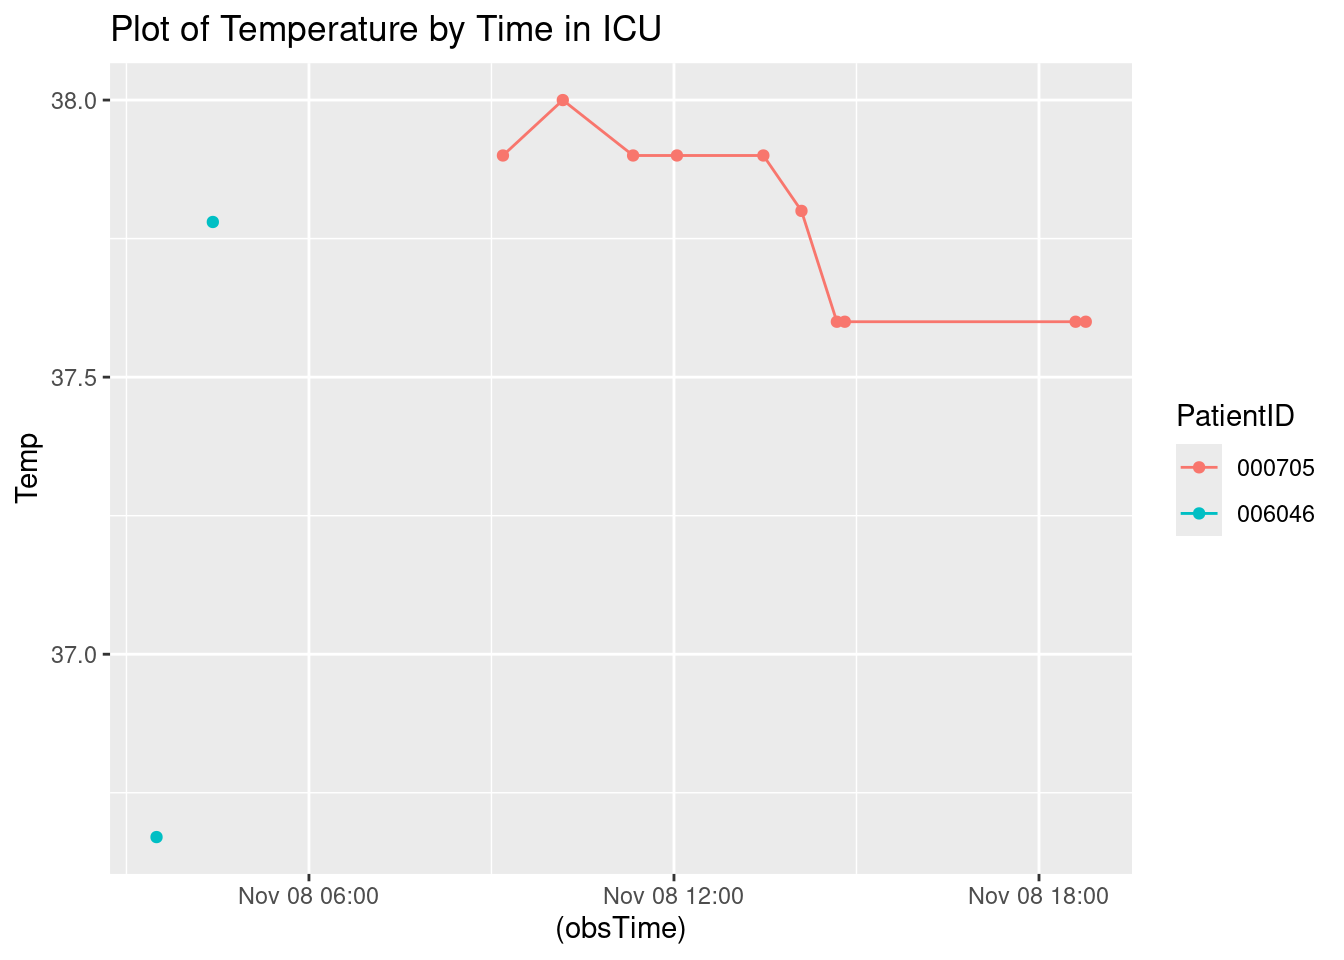 Plot of Temperature by Time in ICU
38.0
37.5
37.0
Temp
Nov 08 06:00
Nov 08 12:00
Nov 08 18:00
(obsTime)
PatientID
000705
006046